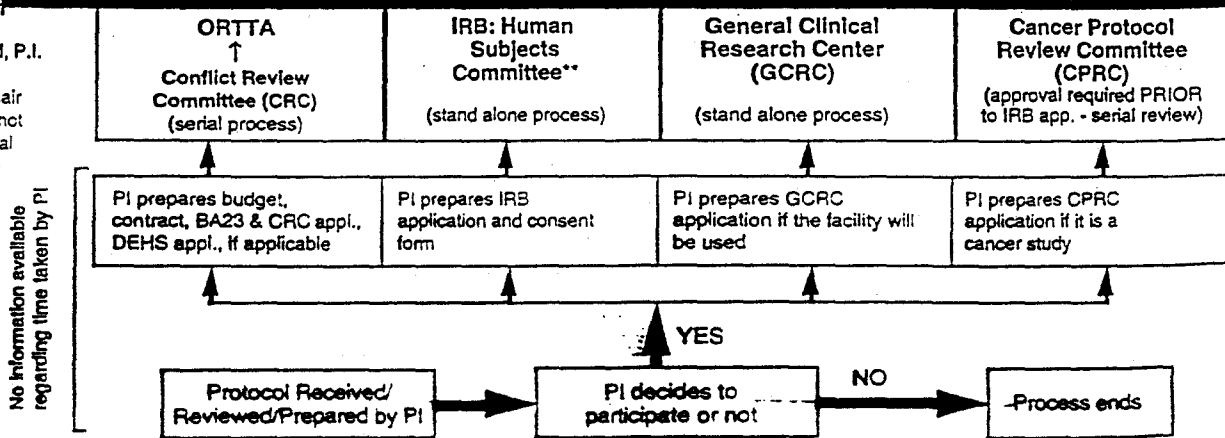 ORTTA
↑
Conflict Review
Committee (CRC)
(serial process)
IRB: Human
Subjects
Committee**
(stand alone process)
General Clinical
Research Center
(GCRC)
(stand alone process)
Cancer Protocol
Review Committee
(CPRC)
(approval required PRIOR
to IRB app. - serial review)
, P.I.
air
not
al
No information available
regarding time taken by PI
PI prepares budget,
contract, BA23 & CRC appl.,
DEHS appl., if applicable
PI prepares IRB
application and consent
form
PI prepares GCRC
application if the facility will
be used
PI prepares CPRC
application if it is a
cancer study
YES
Protocol Received/
Reviewed/Prepared by PI
PI decides to
participate or not
NO
Process ends